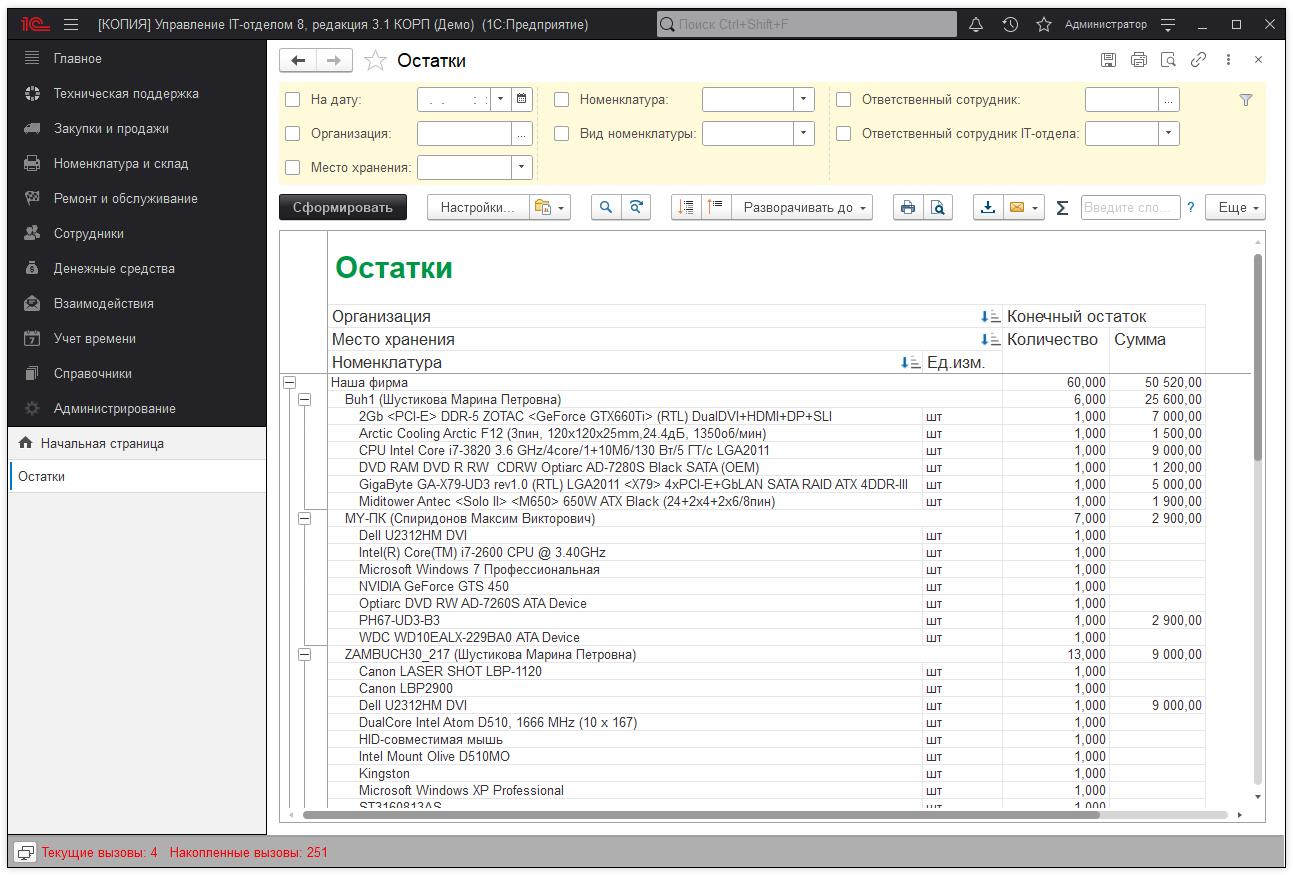 1С [КОПИЯ] Управление IT-отделом 8, редакция 3.1 КОРП (Демо) (1С:Предприятие) Поиск Ctrl+Shift+F Администратор
Главное
Техническая поддержка
Закупки и продажи
Номенклатура и склад
Ремонт и обслуживание
Сотрудники
Денежные средства
Взаимодействия
Учет времени
Справочники
Администрирование
Начальная страница
Остатки
Остатки
На дату: . . : : Номенклатура: Ответственный сотрудник: ...
Организация: ... Вид номенклатуры: Ответственный сотрудник IT-отдела:
Место хранения:
Сформировать Настройки... Разворачивать до Σ Введите сло... ? Еще
Остатки
Организация Конечный остаток
Место хранения Количество Сумма
Номенклатура Ед.изм.
Наша фирма 60,000 50 520,00
Buh1 (Шустикова Марина Петровна) 6,000 25 600,00
2Gb <PCI-E> DDR-5 ZOTAC <GeForce GTX660Ti> (RTL) DualDVI+HDMI+DP+SLI шт 1,000 7 000,00
Arctic Cooling Arctic F12 (3пин, 120x120x25mm,24.4дБ, 1350об/мин) шт 1,000 1 500,00
CPU Intel Core i7-3820 3.6 GHz/4core/1+10Мб/130 Вт/5 ГТ/с LGA2011 шт 1,000 9 000,00
DVD RAM DVD R RW  CDRW Optiarc AD-7280S Black SATA (OEM) шт 1,000 1 200,00
GigaByte GA-X79-UD3 rev1.0 (RTL) LGA2011 <X79> 4xPCI-E+GbLAN SATA RAID ATX 4DDR-III шт 1,000 5 000,00
Miditower Antec <Solo II> <M650> 650W ATX Black (24+2x4+2x6/8пин) шт 1,000 1 900,00
MY-ПК (Спиридонов Максим Викторович) 7,000 2 900,00
Dell U2312HM DVI шт 1,000
Intel(R) Core(TM) i7-2600 CPU @ 3.40GHz шт 1,000
Microsoft Windows 7 Профессиональная шт 1,000
NVIDIA GeForce GTS 450 шт 1,000
Optiarc DVD RW AD-7260S ATA Device шт 1,000
PH67-UD3-B3 шт 1,000 2 900,00
WDC WD10EALX-229BA0 ATA Device шт 1,000
ZAMBUCH30_217 (Шустикова Марина Петровна) 13,000 9 000,00
Canon LASER SHOT LBP-1120 шт 1,000
Canon LBP2900 шт 1,000
Dell U2312HM DVI шт 1,000 9 000,00
DualCore Intel Atom D510, 1666 MHz (10 x 167) шт 1,000
HID-совместимая мышь шт 1,000
Intel Mount Olive D510MO шт 1,000
Kingston шт 1,000
Microsoft Windows XP Professional шт 1,000
ST3160813AS шт 1,000
Текущие вызовы: 4 Накопленные вызовы: 251